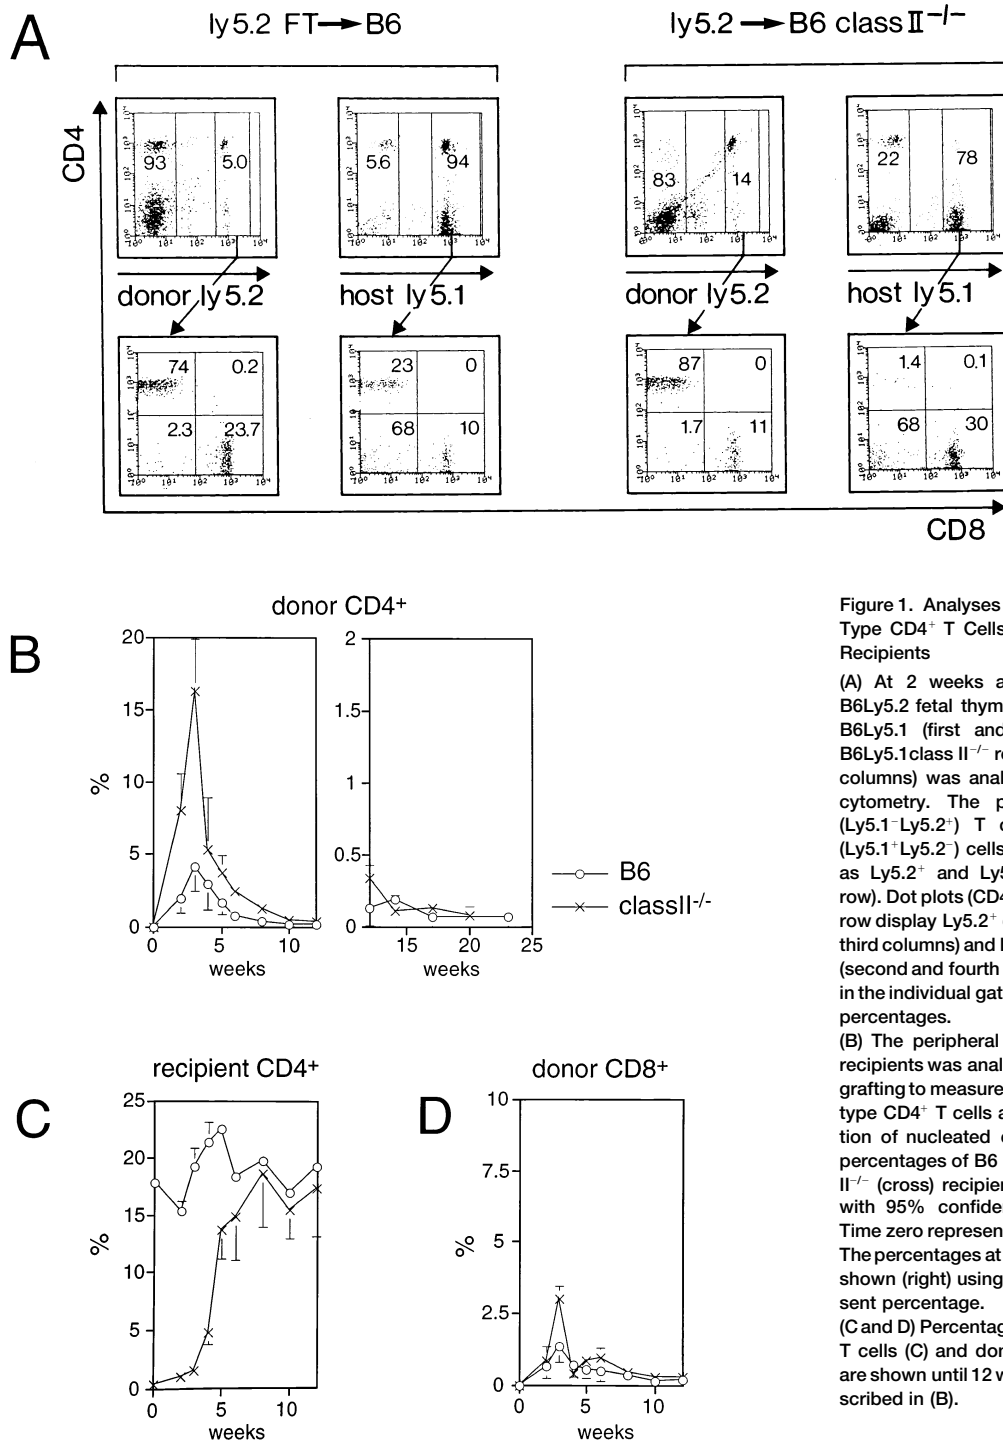 A
ly5.2 FT → B6
ly5.2 → B6 class II-/-
CD4
93
5.0
5.6
94
83
14
22
78
donor ly5.2
host ly5.1
donor ly5.2
host ly5.1
74
0.2
2.3
23.7
23
0
68
10
87
0
1.7
11
1.4
0.1
68
30
CD8
B
donor CD4+
20
15
10
5
0
%
0
5
10
weeks
2
1.5
1
0.5
0
15
20
25
weeks
B6
classII-/-
C
recipient CD4+
25
20
15
10
5
0
%
0
5
10
weeks
D
donor CD8+
10
7.5
5
2.5
0
%
0
5
10
weeks
Figure 1. Analyses
Type CD4+ T Cells
Recipients
(A) At 2 weeks a
B6Ly5.2 fetal thym
B6Ly5.1 (first and
B6Ly5.1class II-/- r
columns) was anal
cytometry. The p
(Ly5.1-Ly5.2+) T c
(Ly5.1+Ly5.2-) cells
as Ly5.2+ and Ly5
row). Dot plots (CD4
row display Ly5.2+
third columns) and
(second and fourth
in the individual gat
percentages.
(B) The peripheral
recipients was anal
grafting to measure
type CD4+ T cells a
tion of nucleated
percentages of B6
II-/- (cross) recipien
with 95% confiden
Time zero represen
The percentages at
shown (right) using
sent percentage.
(C and D) Percentag
T cells (C) and don
are shown until 12 w
scribed in (B).